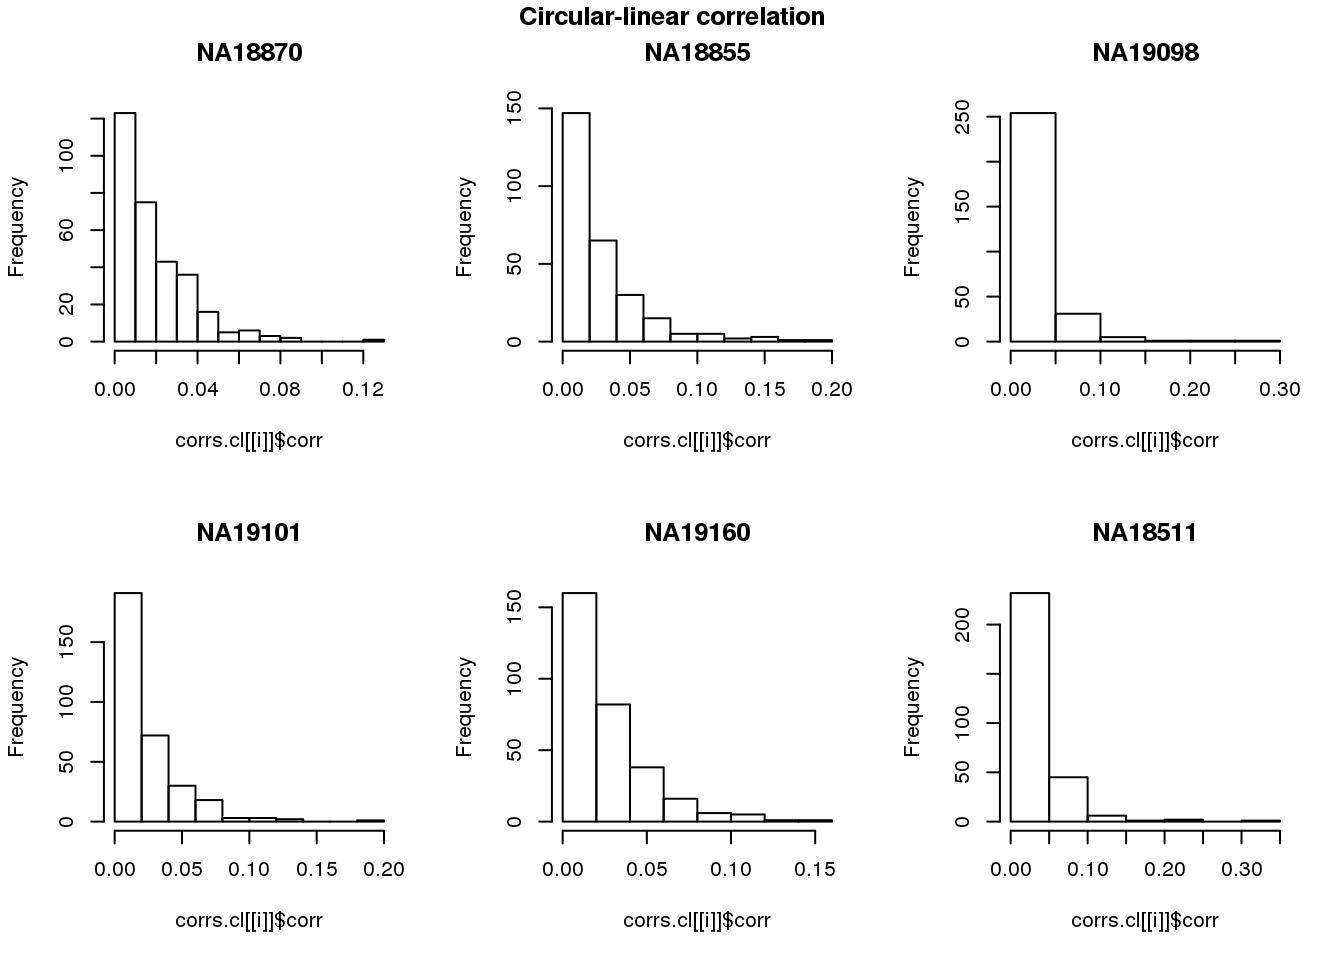 Circular-linear correlation
NA18870
Frequency
0 20 60 100
0.00 0.04 0.08 0.12
corrs.cl[[i]]$corr
NA18855
Frequency
0 50 100 150
0.00 0.05 0.10 0.15 0.20
corrs.cl[[i]]$corr
NA19098
Frequency
0 50 150 250
0.00 0.10 0.20 0.30
corrs.cl[[i]]$corr
NA19101
Frequency
0 50 100 150
0.00 0.05 0.10 0.15 0.20
corrs.cl[[i]]$corr
NA19160
Frequency
0 50 100 150
0.00 0.05 0.10 0.15
corrs.cl[[i]]$corr
NA18511
Frequency
0 50 100 200
0.00 0.10 0.20 0.30
corrs.cl[[i]]$corr